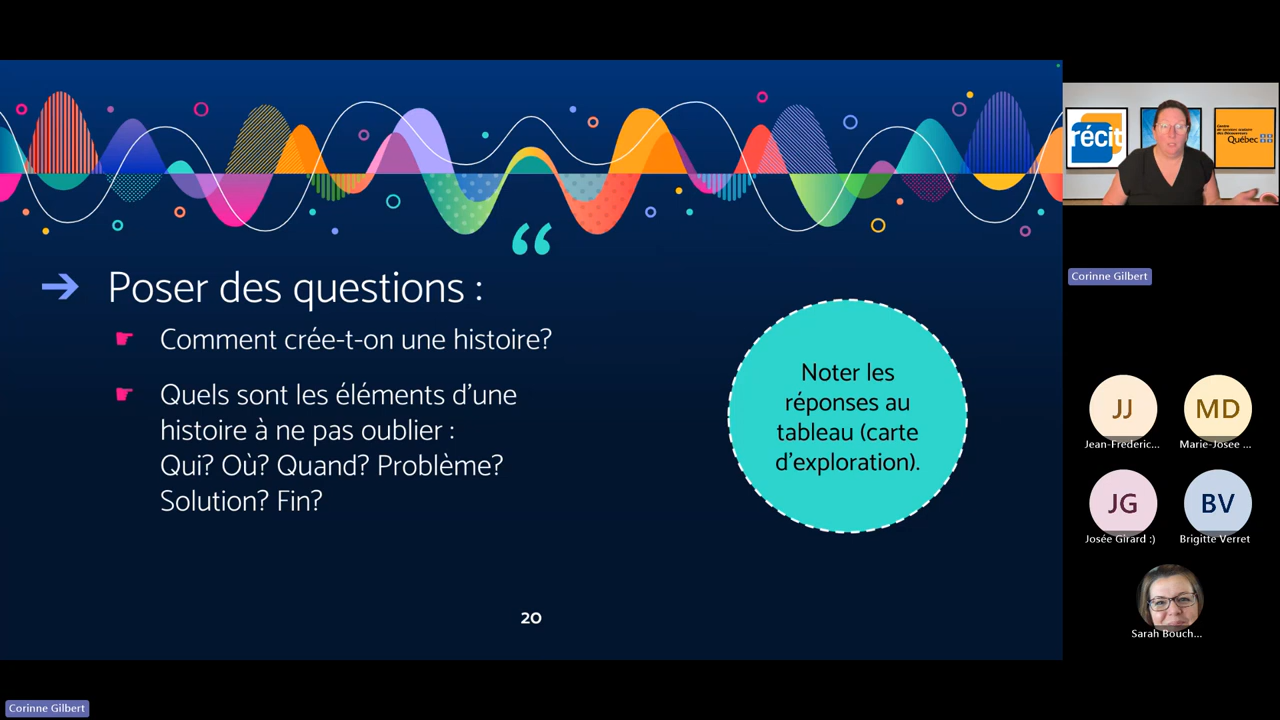 “
Poser des questions :
Comment crée-t-on une histoire?
Quels sont les éléments d’une
histoire à ne pas oublier :
Qui? Où? Quand? Problème?
Solution? Fin?
Noter les
réponses au
tableau (carte
d’exploration).
20
Corinne Gilbert
récit
Québec
Corinne Gilbert
JJ
Jean-Frederic...
MD
Marie-Josee ...
JG
Josée Girard :)
BV
Brigitte Verret
Sarah Bouch...